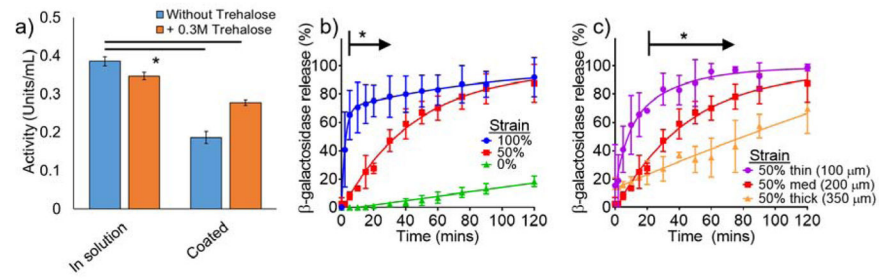 a)
0.5
0.4
0.3
0.2
0.1
0
Activity (Units/mL)
Without Trehalose
+ 0.3M Trehalose
*
In solution
Coated
b)
*
β-galactosidase release (%)
100
80
60
40
20
0
Strain
100%
50%
0%
0 20 40 60 80 100 120
Time (mins)
c)
*
β-galactosidase release (%)
100
80
60
40
20
0
Strain
50% thin (100 μm)
50% med (200 μm)
50% thick (350 μm)
0 20 40 60 80 100 120
Time (mins)